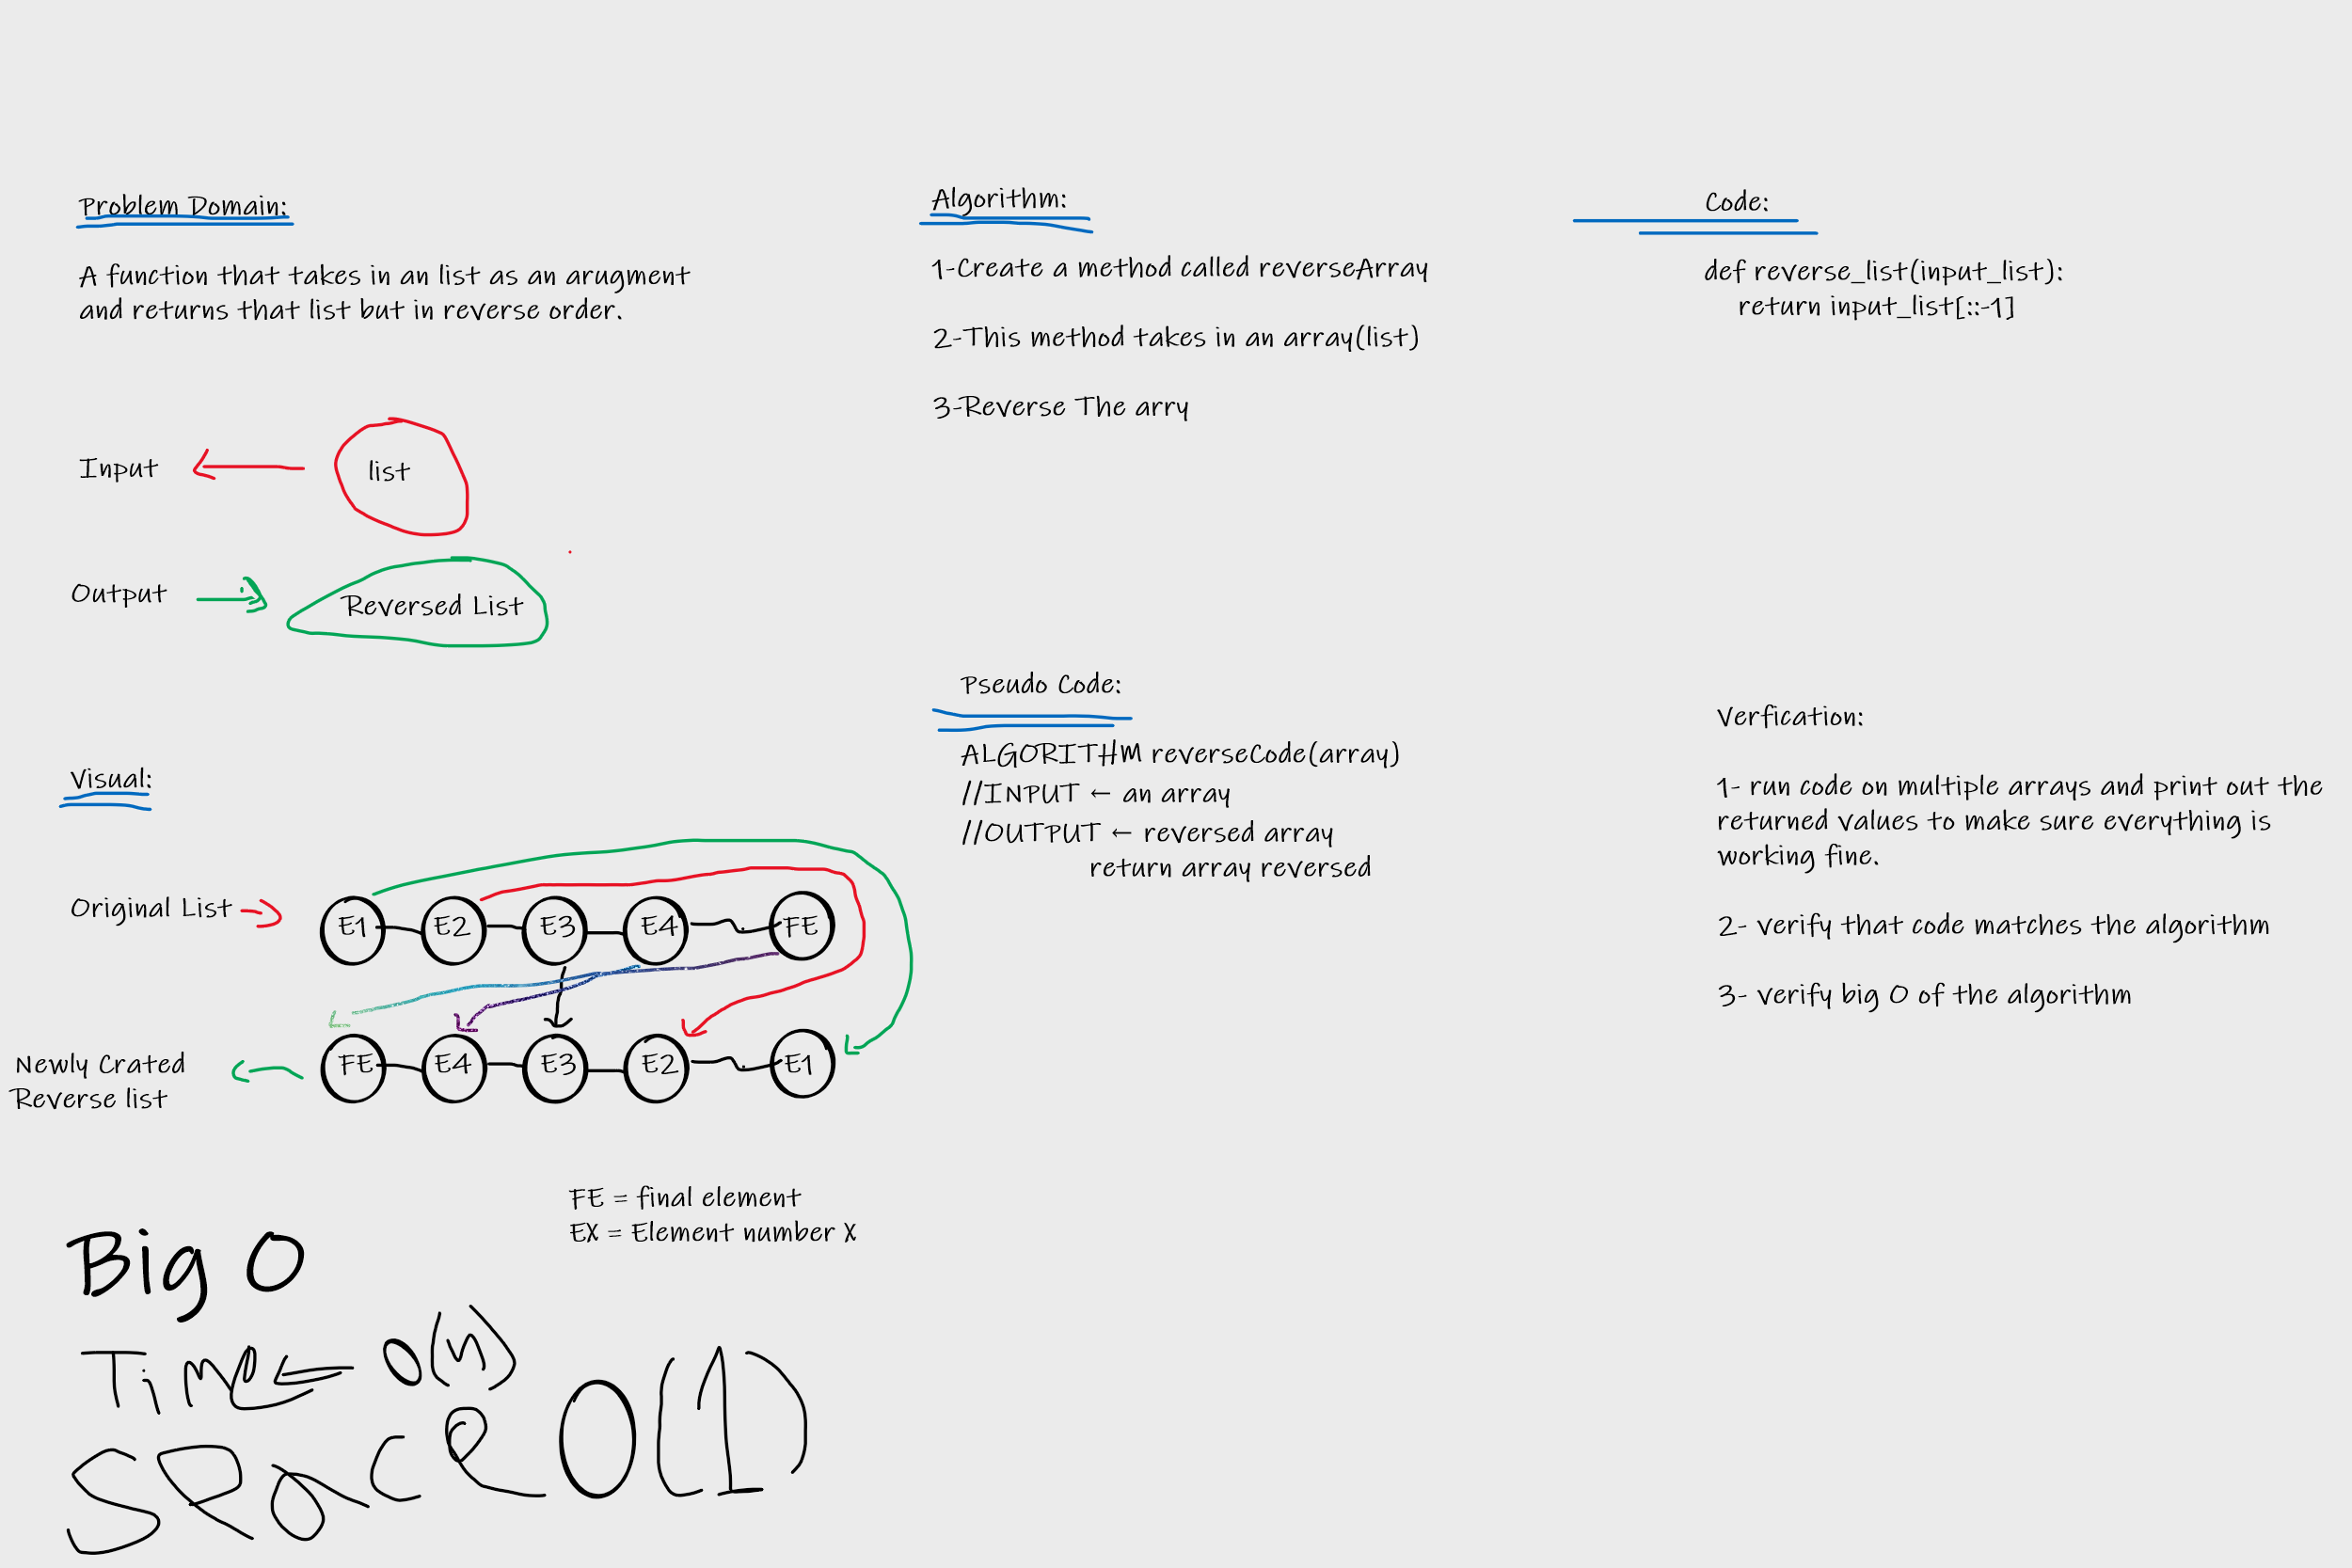 Problem Domain:
A function that takes in an list as an arugment
and returns that list but in reverse order.
Input
list
Output
Reversed List
Visual:
Original List
E1 E2 E3 E4 FE
FE E4 E3 E2 E1
Newly Crated
Reverse list
FE = final element
EX = Element number X
Big O
Time ← O(n)
Space O(1)
Algorithm:
1-Create a method called reverseArray
2-This method takes in an array(list)
3-Reverse The arry
Pseudo Code:
ALGORITHM reverseCode(array)
//INPUT ← an array
//OUTPUT ← reversed array
return array reversed
Code:
def reverse_list(input_list):
return input_list[::-1]
Verfication:
1- run code on multiple arrays and print out the
returned values to make sure everything is
working fine.
2- verify that code matches the algorithm
3- verify big O of the algorithm